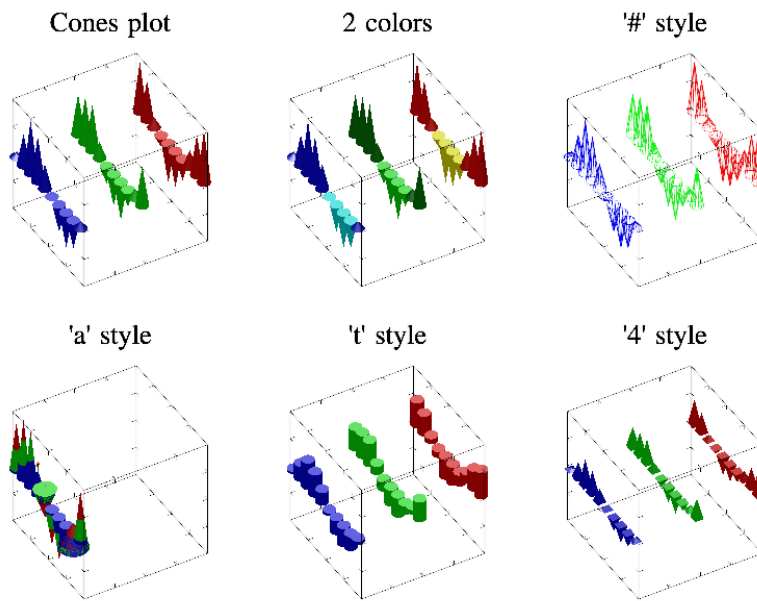 Cones plot
2 colors
'#' style
'a' style
't' style
'4' style